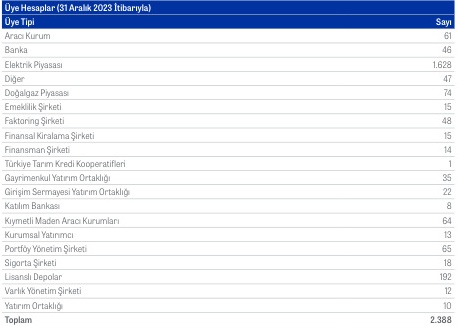 Üye Hesaplar (31 Aralık 2023 İtibarıyla)
Üye Tipi Sayı
Aracı Kurum 61
Banka 46
Elektrik Piyasası 1.628
Diğer 47
Doğalgaz Piyasası 74
Emeklilik Şirketi 15
Faktoring Şirketi 48
Finansal Kiralama Şirketi 15
Finansman Şirketi 14
Türkiye Tarım Kredi Kooperatifleri 1
Gayrimenkul Yatırım Ortaklığı 35
Girişim Sermayesi Yatırım Ortaklığı 22
Katılım Bankası 8
Kıymetli Maden Aracı Kurumları 64
Kurumsal Yatırımcı 13
Portföy Yönetim Şirketi 65
Sigorta Şirketi 18
Lisanslı Depolar 192
Varlık Yönetim Şirketi 12
Yatırım Ortaklığı 10
Toplam 2.388